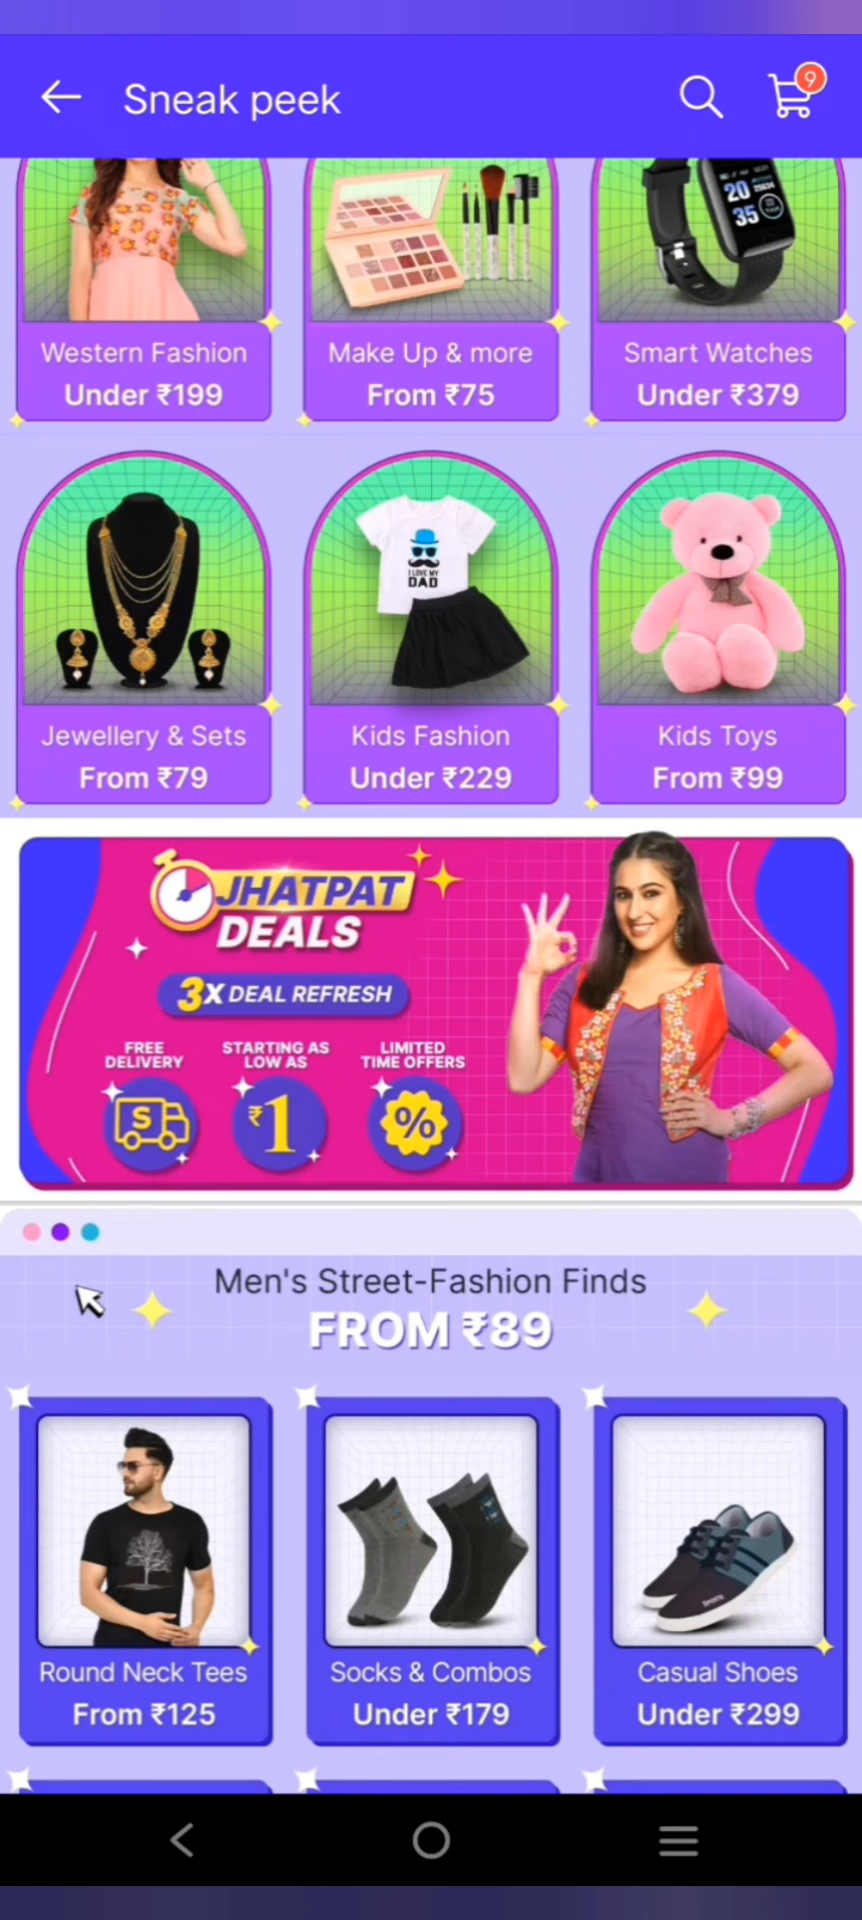 Sneak peek
9
20
35
Western Fashion
Under ₹199
Make Up & more
From ₹75
Smart Watches
Under ₹379
I LOVE MY
DAD
Jewellery & Sets
From ₹79
Kids Fashion
Under ₹229
Kids Toys
From ₹99
JHATPAT
DEALS
3X DEAL REFRESH
FREE
DELIVERY
STARTING AS
LOW AS
LIMITED
TIME OFFERS
S
₹1
%
Men's Street-Fashion Finds
FROM ₹89
SPORTS
Round Neck Tees
From ₹125
Socks & Combos
Under ₹179
Casual Shoes
Under ₹299